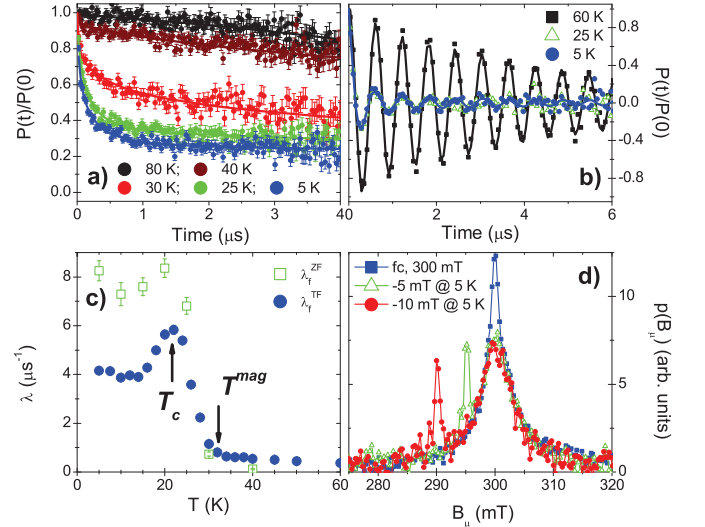 1.0
0.8
0.6
0.4
0.2
0.0
P(t)/P(0)
a)
80 K; 40 K
30 K; 25 K; 5 K
0 1 2 3 4
Time (μs)
60 K
25 K
5 K
b)
0.8
0.4
0.0
-0.4
-0.8
P(t)/P(0)
0 2 4 6
Time (μs)
8
6
4
2
0
λ (μs⁻¹)
c)
λ_f^ZF
λ_f^TF
T_c
T^mag
0 10 20 30 40 50 60
T (K)
fc, 300 mT
-5 mT @ 5 K
-10 mT @ 5 K
d)
10
5
0
p(B_μ) (arb. units)
280 290 300 310 320
B_μ (mT)